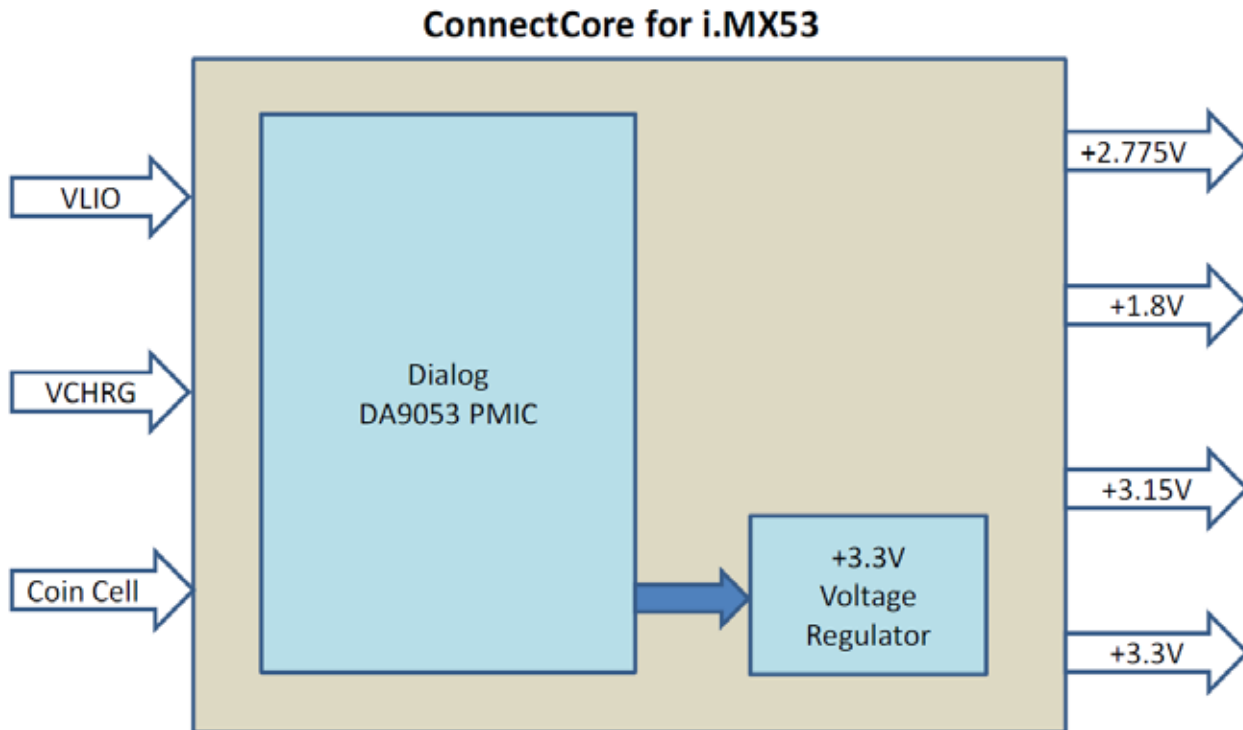 ConnectCore for i.MX53
VLIO
VCHRG
Coin Cell
Dialog
DA9053 PMIC
+3.3V
Voltage
Regulator
+2.775V
+1.8V
+3.15V
+3.3V